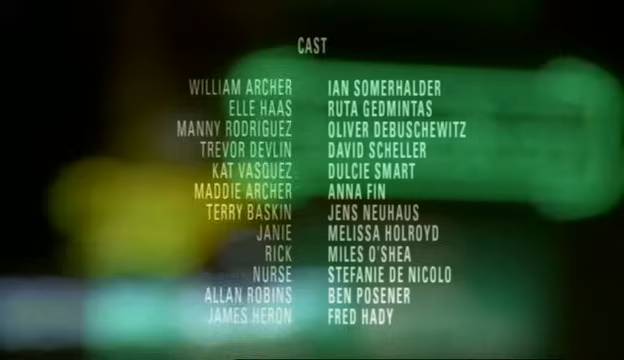 CAST
WILLIAM ARCHER IAN SOMERHALDER
ELLE HAAS RUTA GEDMINTAS
MANNY RODRIGUEZ OLIVER DEBUSCHEWITZ
TREVOR DEVLIN DAVID SCHELLER
KAT VASQUEZ DULCIE SMART
MADDIE ARCHER ANNA FIN
TERRY BASKIN JENS NEUHAUS
JANIE MELISSA HOLROYD
RICK MILES O'SHEA
NURSE STEFANIE DE NICOLO
ALLAN ROBINS BEN POSENER
JAMES HERON FRED HADY